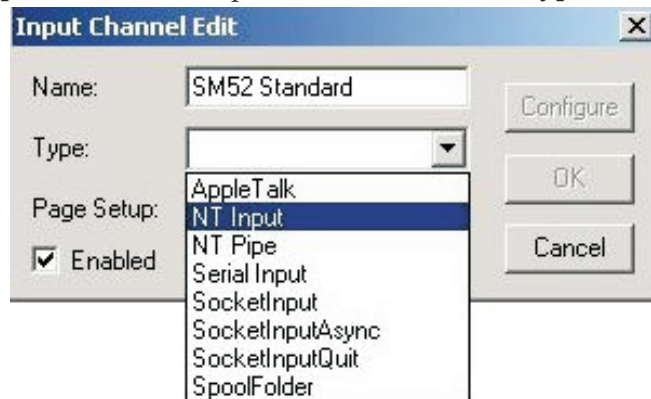 Input Channel Edit
Name:
SM52 Standard
Configure
Type:
OK
Page Setup:
Enabled
Cancel
AppleTalk
NT Input
NT Pipe
Serial Input
SocketInput
SocketInputAsync
SocketInputQuit
SpoolFolder